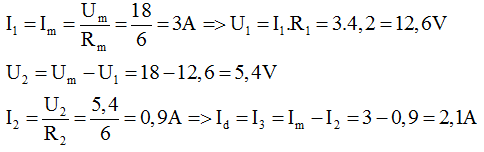 I₁ = Iₘ = Uₘ/Rₘ = 18/6 = 3A => U₁ = I₁.R₁ = 3.4,2 = 12,6V
U₂ = Uₘ − U₁ = 18 − 12,6 = 5,4V
I₂ = U₂/R₂ = 5,4/6 = 0,9A => I_d = I₃ = Iₘ − I₂ = 3 − 0,9 = 2,1A